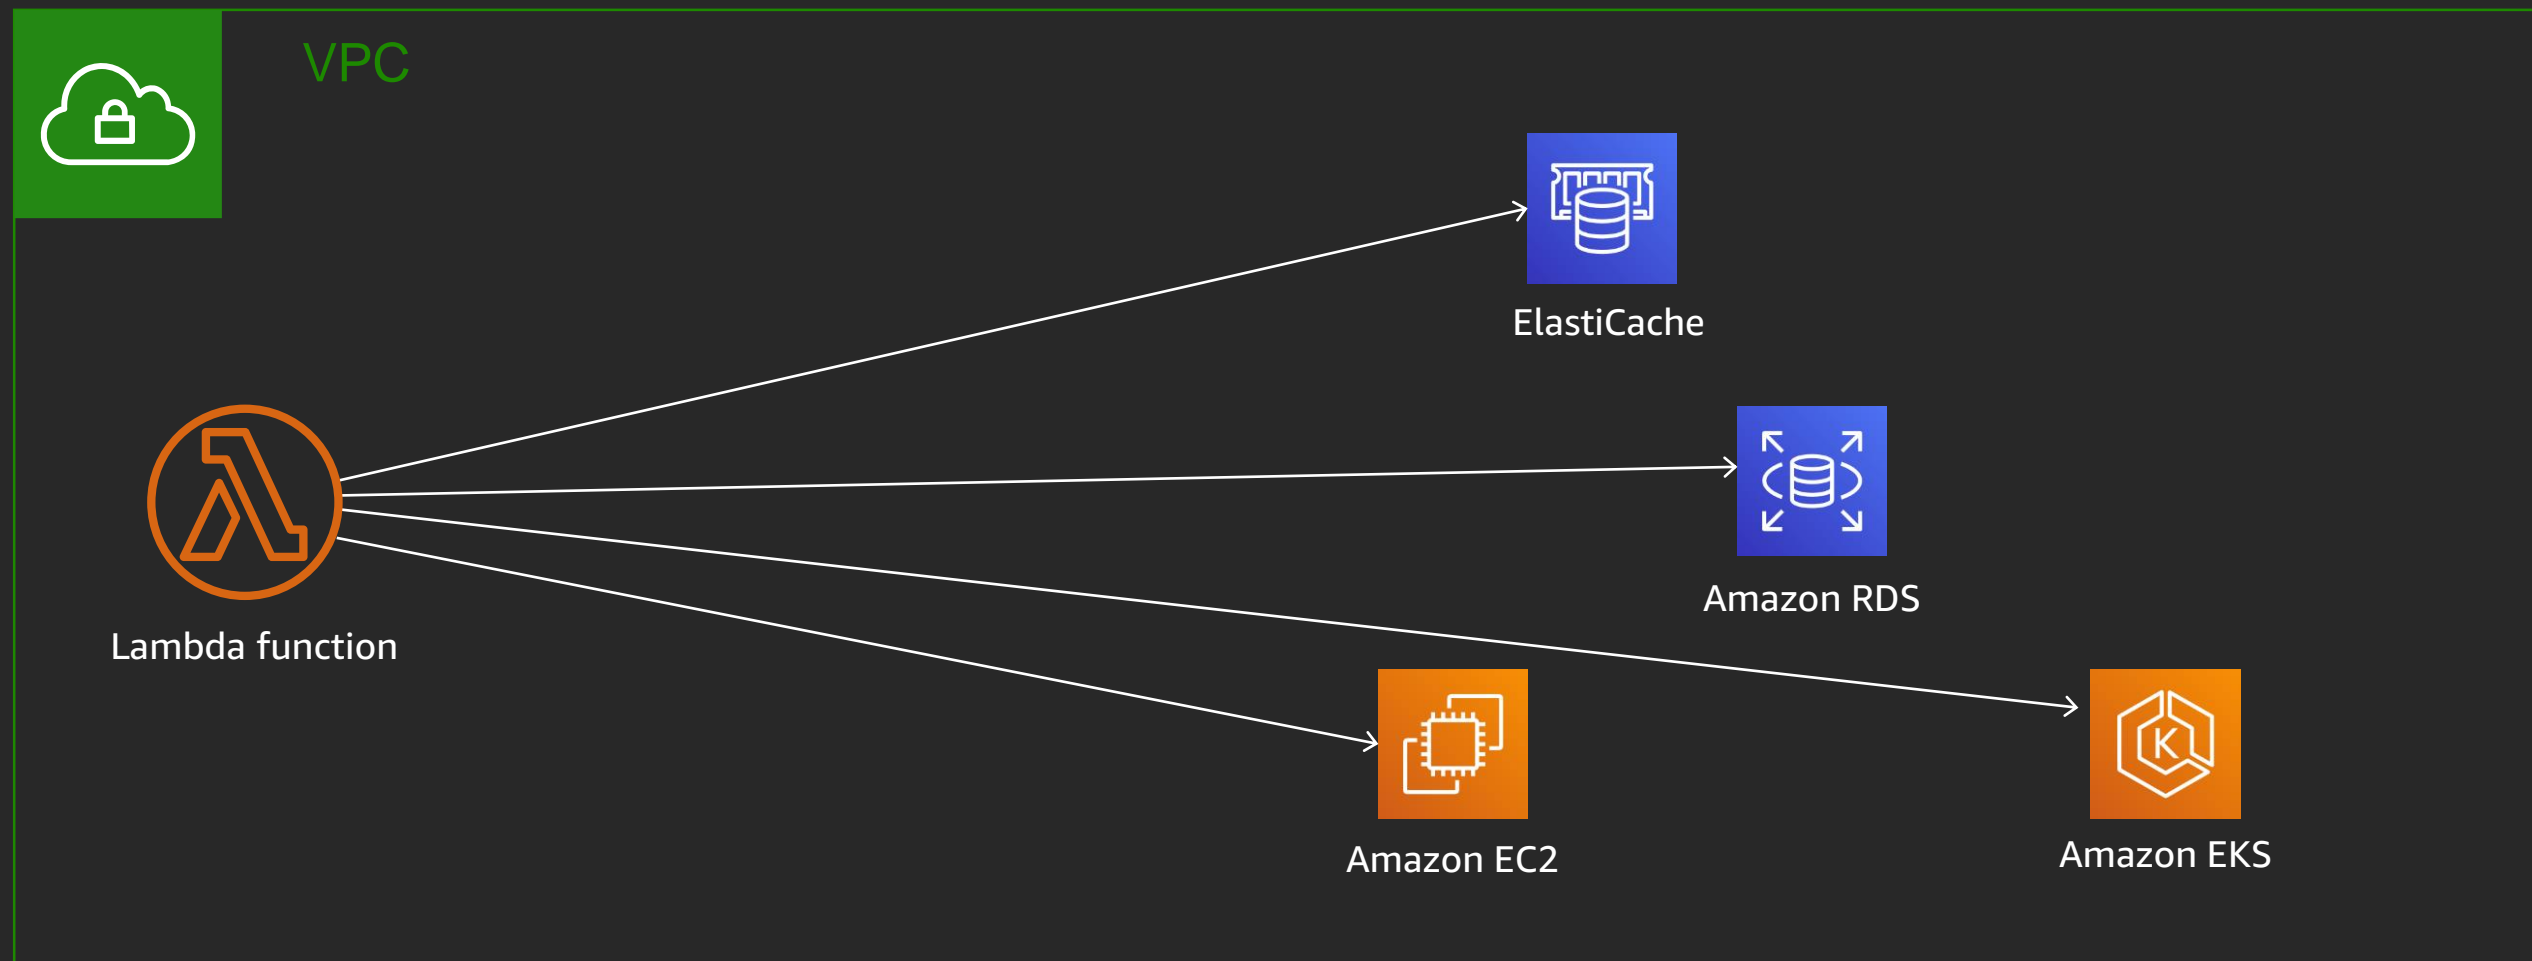 VPC
ElastiCache
Amazon RDS
Lambda function
Amazon EC2
Amazon EKS
K